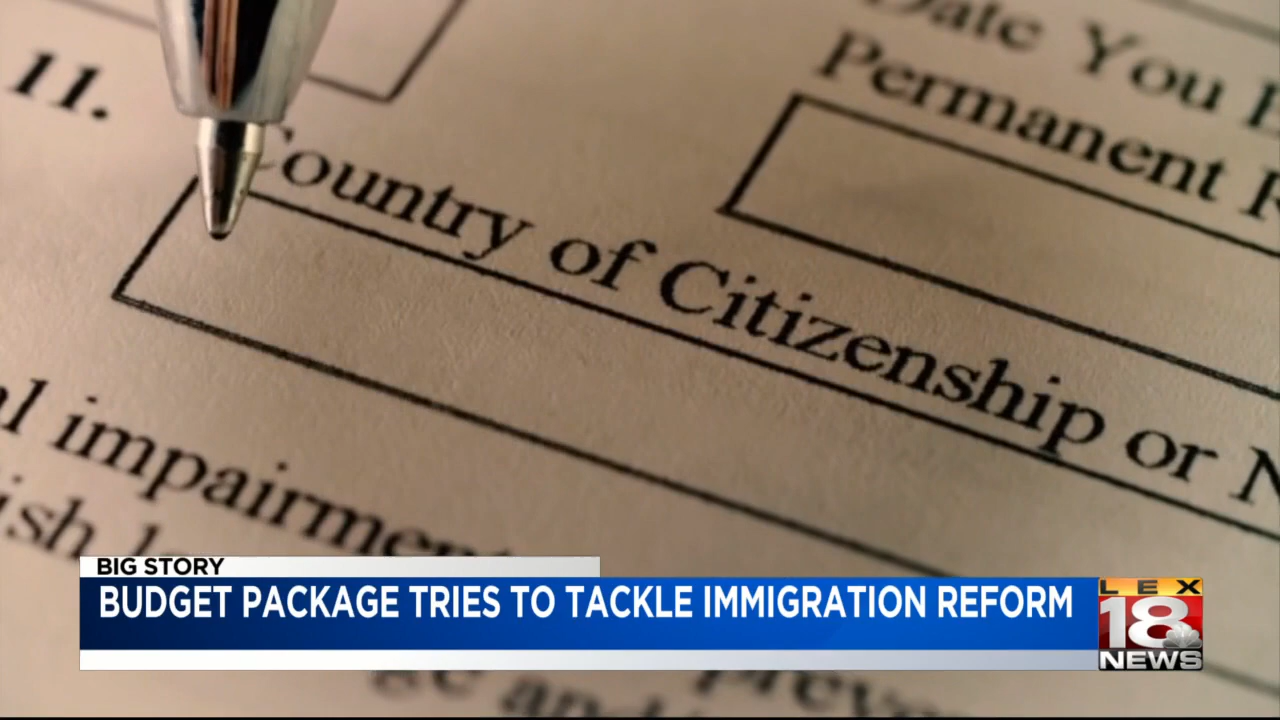 Date You
11.
Permanent
Country of Citizenship or
impairment
BIG STORY
BUDGET PACKAGE TRIES TO TACKLE IMMIGRATION REFORM
LEX
18
NEWS